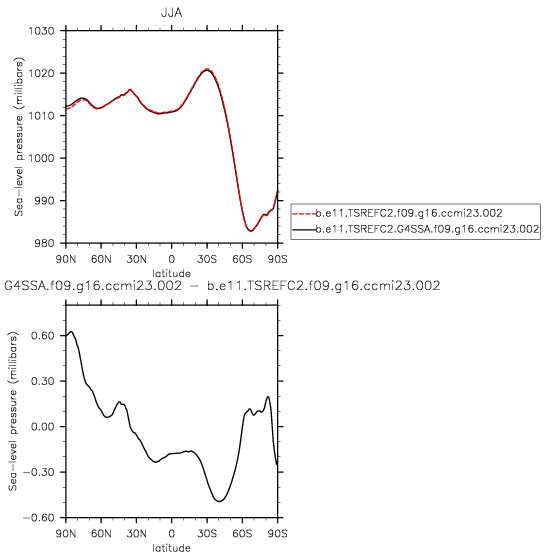 JJA
1030
1020
1010
1000
990
980
Sea-level pressure (millibars)
90N 60N 30N 0 30S 60S 90S
latitude
b.e11.TSREFC2.f09.g16.ccmi23.002
b.e11.TSREFC2.G4SSA.f09.g16.ccmi23.002
G4SSA.f09.g16.ccmi23.002 - b.e11.TSREFC2.f09.g16.ccmi23.002
0.60
0.30
0.00
-0.30
-0.60
Sea-level pressure (millibars)
90N 60N 30N 0 30S 60S 90S
latitude